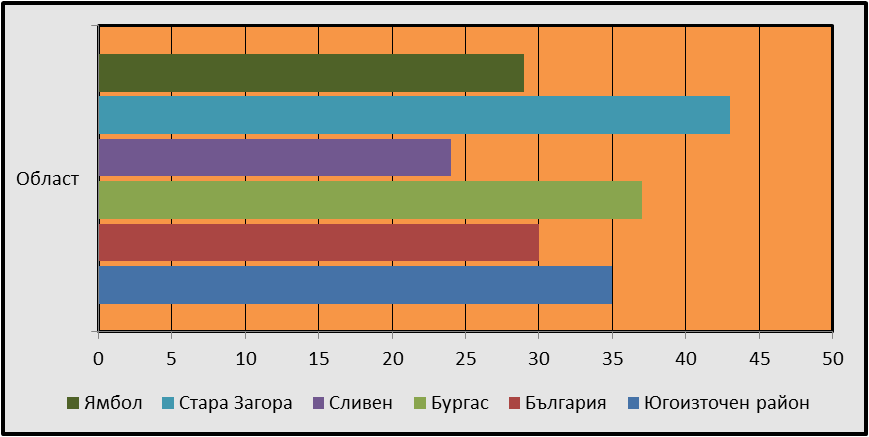 Област
0 5 10 15 20 25 30 35 40 45 50
Ямбол Стара Загора Сливен Бургас България Югоизточен район